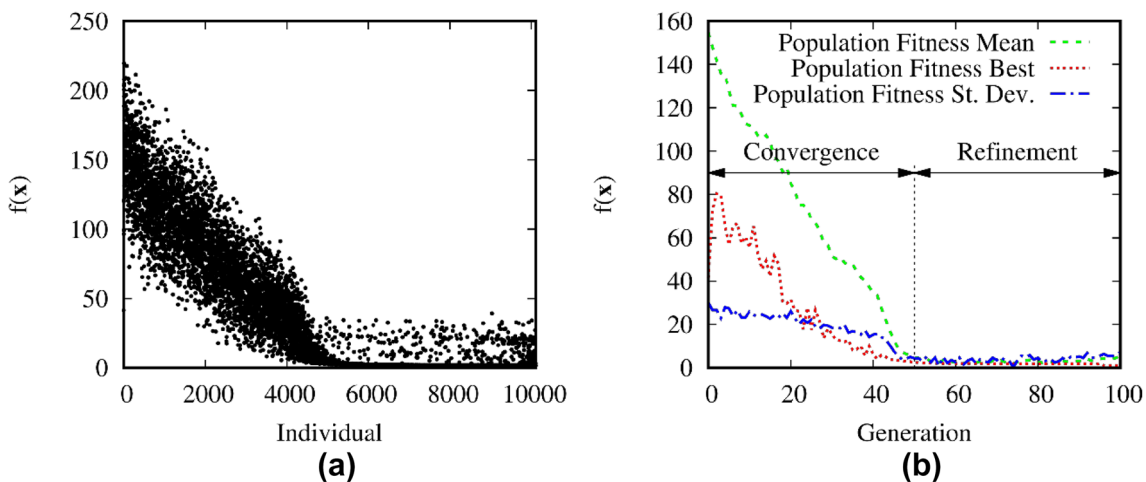 250
200
150
100
50
0
f(x)
0 2000 4000 6000 8000 10000
Individual
(a)
160
140
120
100
80
60
40
20
0
f(x)
Population Fitness Mean
Population Fitness Best
Population Fitness St. Dev.
Convergence Refinement
0 20 40 60 80 100
Generation
(b)